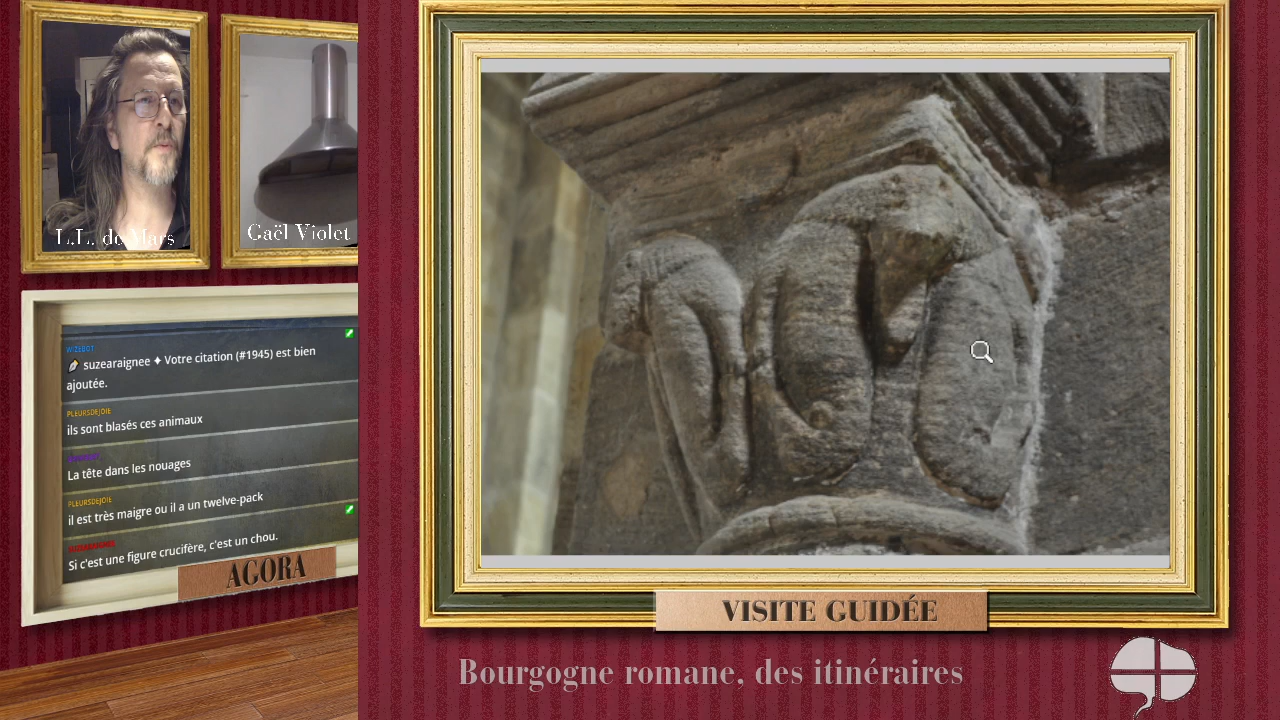 L.L. de Mars
Gaël Violet
WIZEBOT
suzearaignee ✦ Votre citation (#1945) est bien
ajoutée.
PLEURSDEJOIE
ils sont blasés ces animaux
La tête dans les nouages
PLEURSDEJOIE
il est très maigre ou il a un twelve-pack
SUZEARAIGNEE
Si c'est une figure crucifère, c'est un chou.
AGORA
VISITE GUIDÉE
Bourgogne romane, des itinéraires